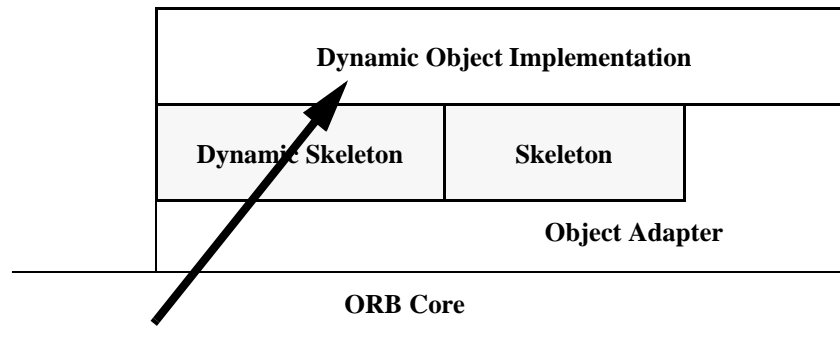 Dynamic Object Implementation
Dynamic Skeleton
Skeleton
Object Adapter
ORB Core